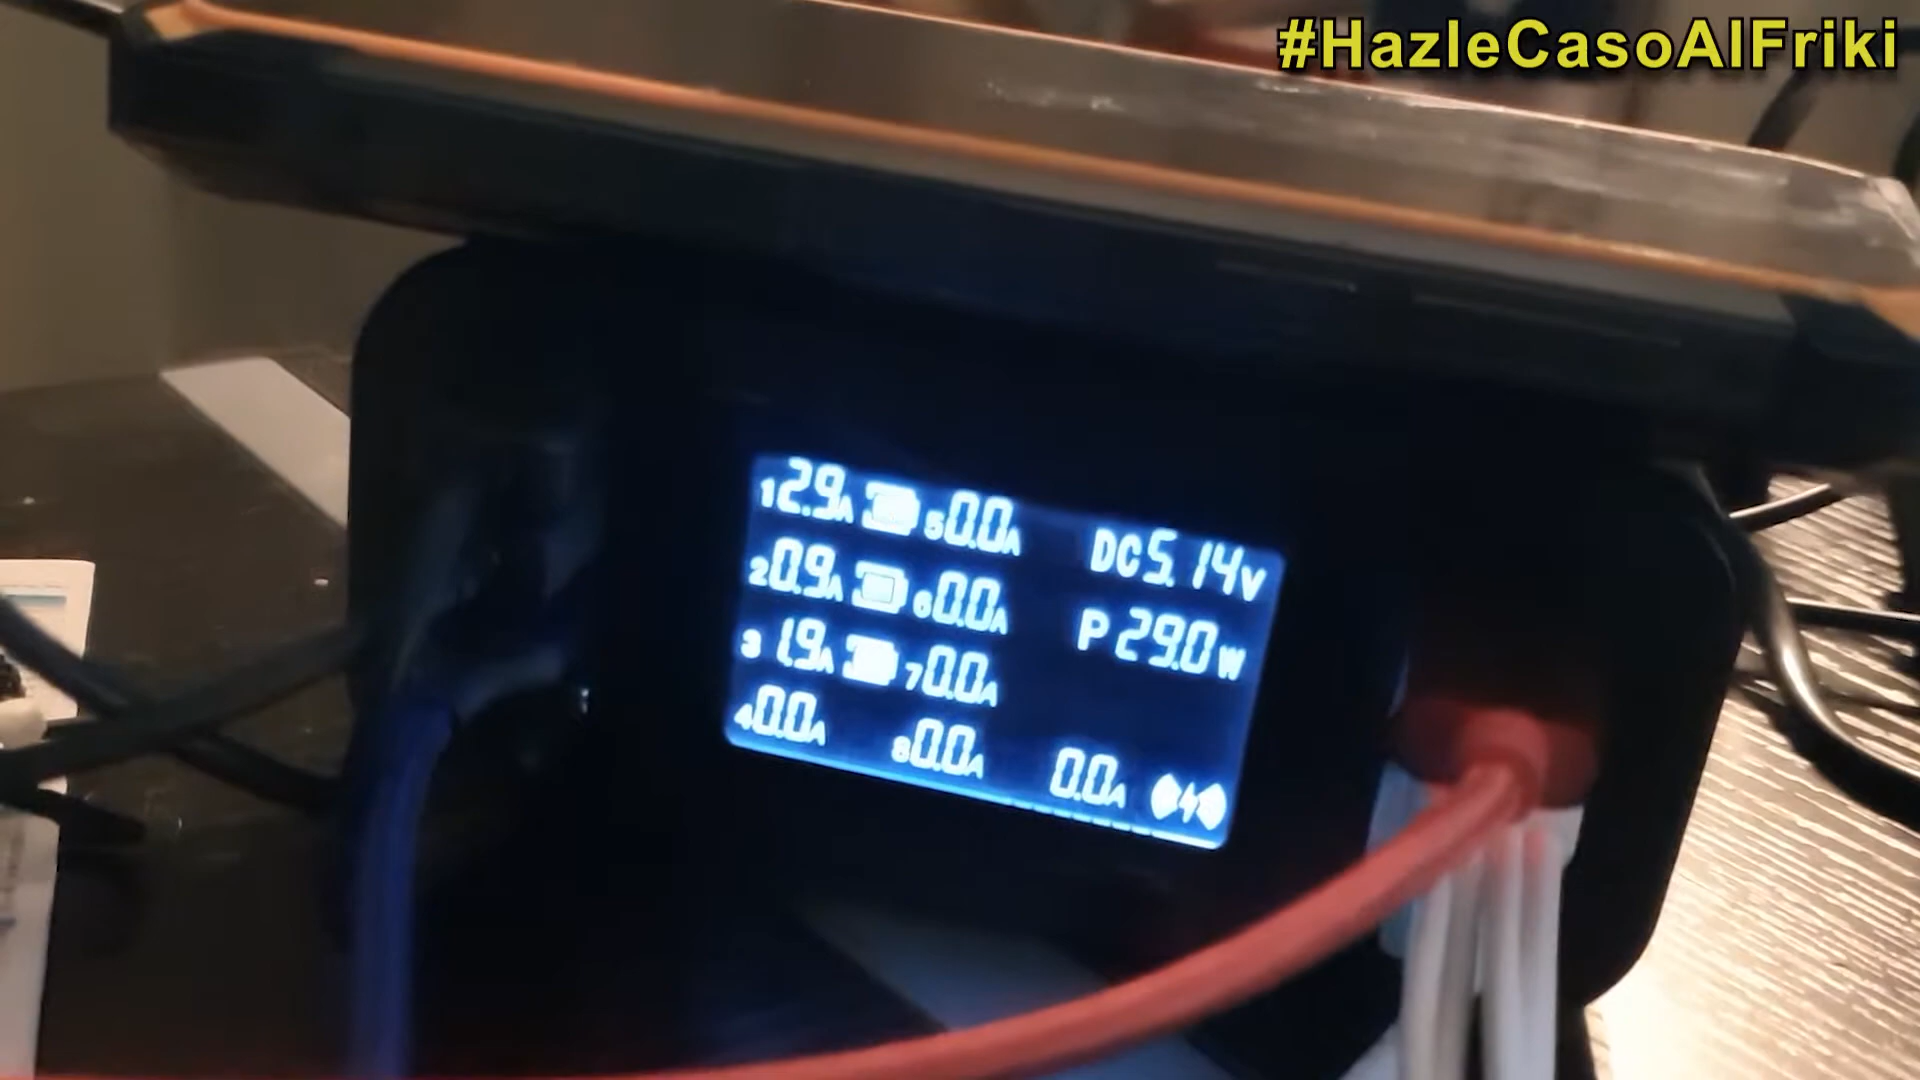 #HazleCasoAlFriki
1 2.9A 5 0.0A DC 5.14V
2 0.9A 6 0.0A P 29.0W
3 1.9A 7 0.0A
4 0.0A 8 0.0A 0.0A